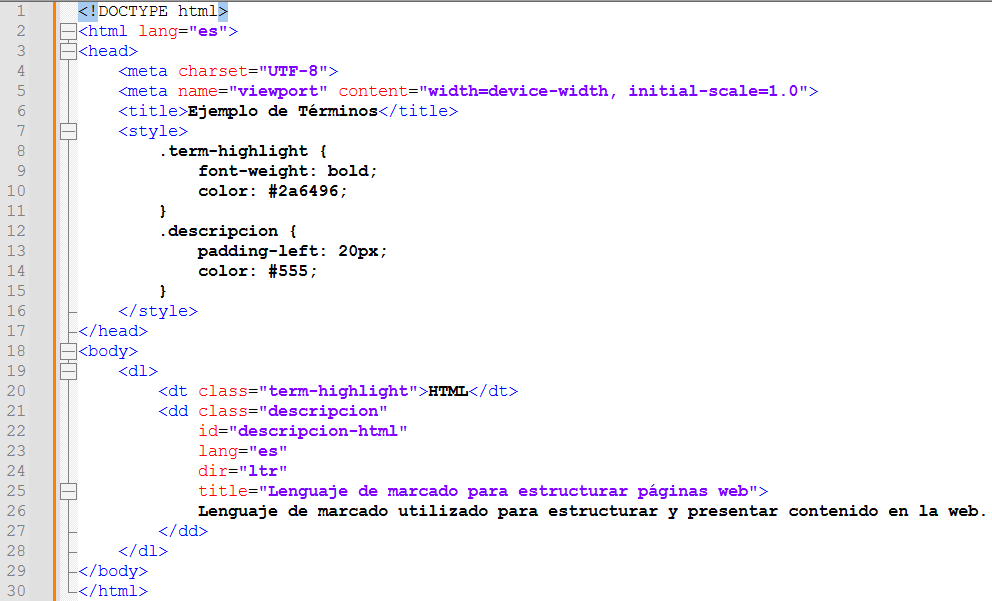 1 <!DOCTYPE html>
2 <html lang="es">
3 <head>
4     <meta charset="UTF-8">
5     <meta name="viewport" content="width=device-width, initial-scale=1.0">
6     <title>Ejemplo de Términos</title>
7     <style>
8         .term-highlight {
9             font-weight: bold;
10             color: #2a6496;
11         }
12         .descripcion {
13             padding-left: 20px;
14             color: #555;
15         }
16     </style>
17 </head>
18 <body>
19     <dl>
20         <dt class="term-highlight">HTML</dt>
21         <dd class="descripcion"
22             id="descripcion-html"
23             lang="es"
24             dir="ltr"
25             title="Lenguaje de marcado para estructurar páginas web">
26             Lenguaje de marcado utilizado para estructurar y presentar contenido en la web.
27         </dd>
28     </dl>
29 </body>
30 </html>